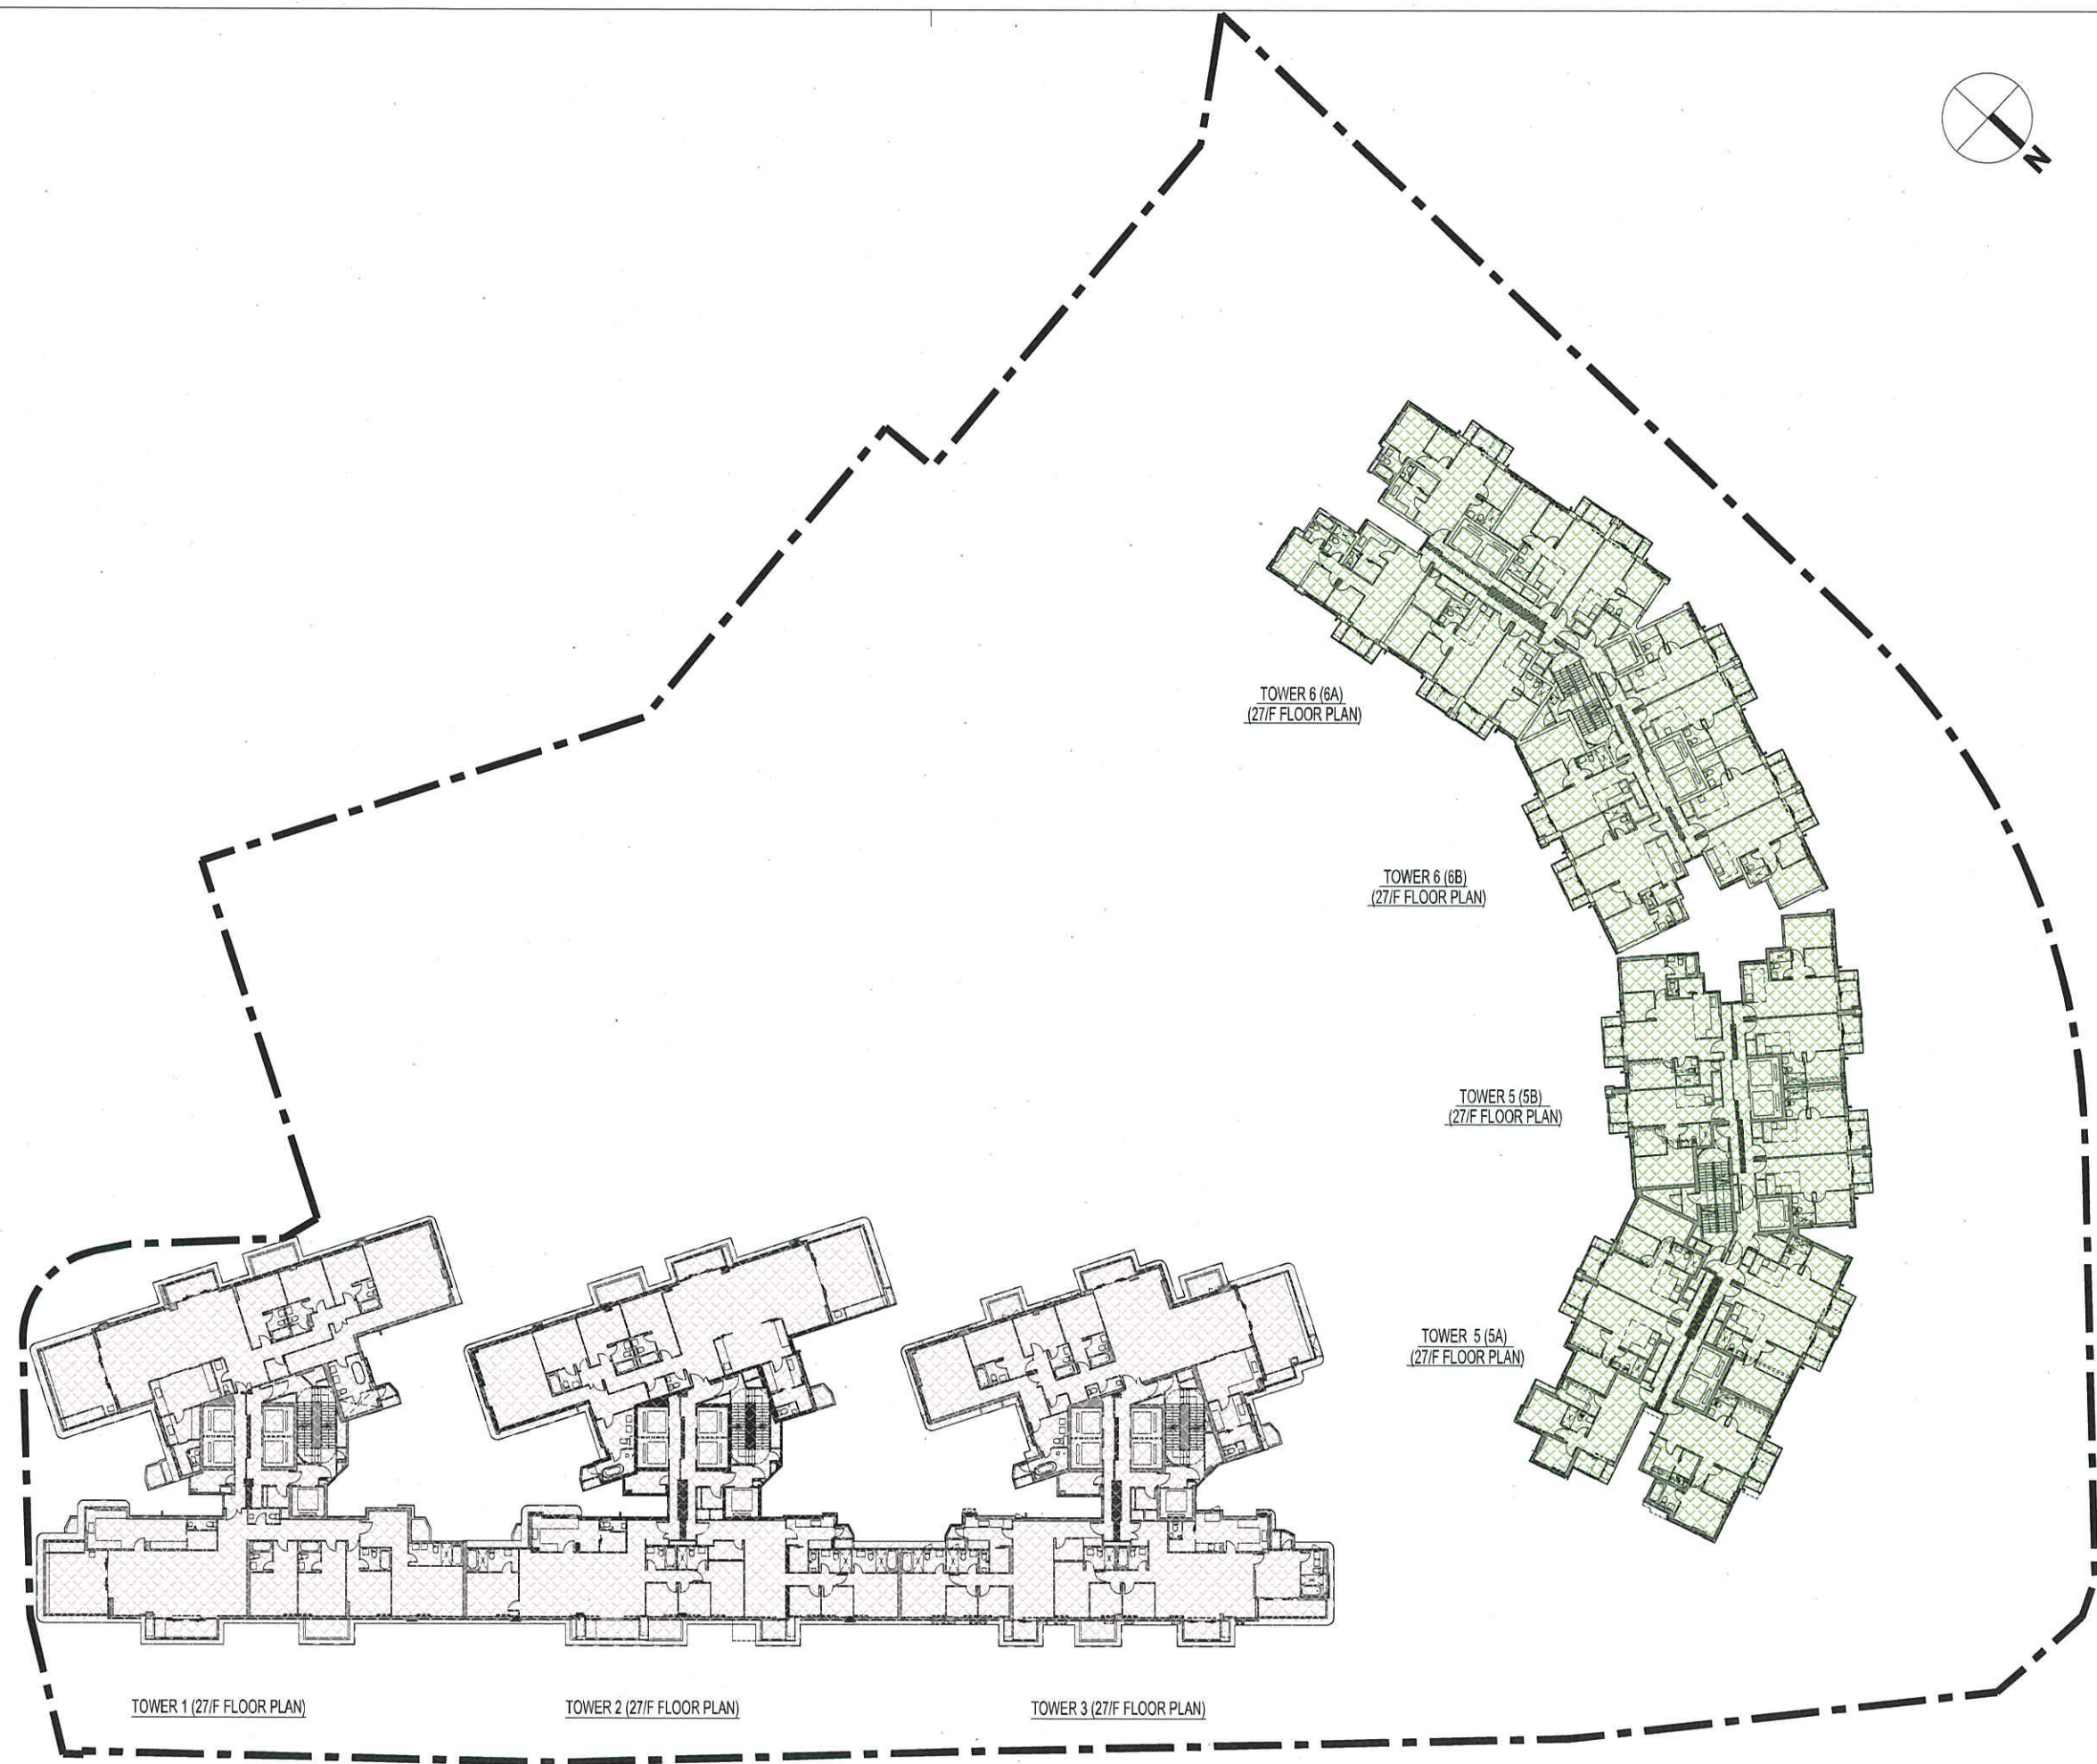 N
TOWER 6 (6A)
(27/F FLOOR PLAN)
TOWER 6 (6B)
(27/F FLOOR PLAN)
TOWER 5 (5B)
(27/F FLOOR PLAN)
TOWER 5 (5A)
(27/F FLOOR PLAN)
TOWER 1 (27/F FLOOR PLAN)
TOWER 2 (27/F FLOOR PLAN)
TOWER 3 (27/F FLOOR PLAN)